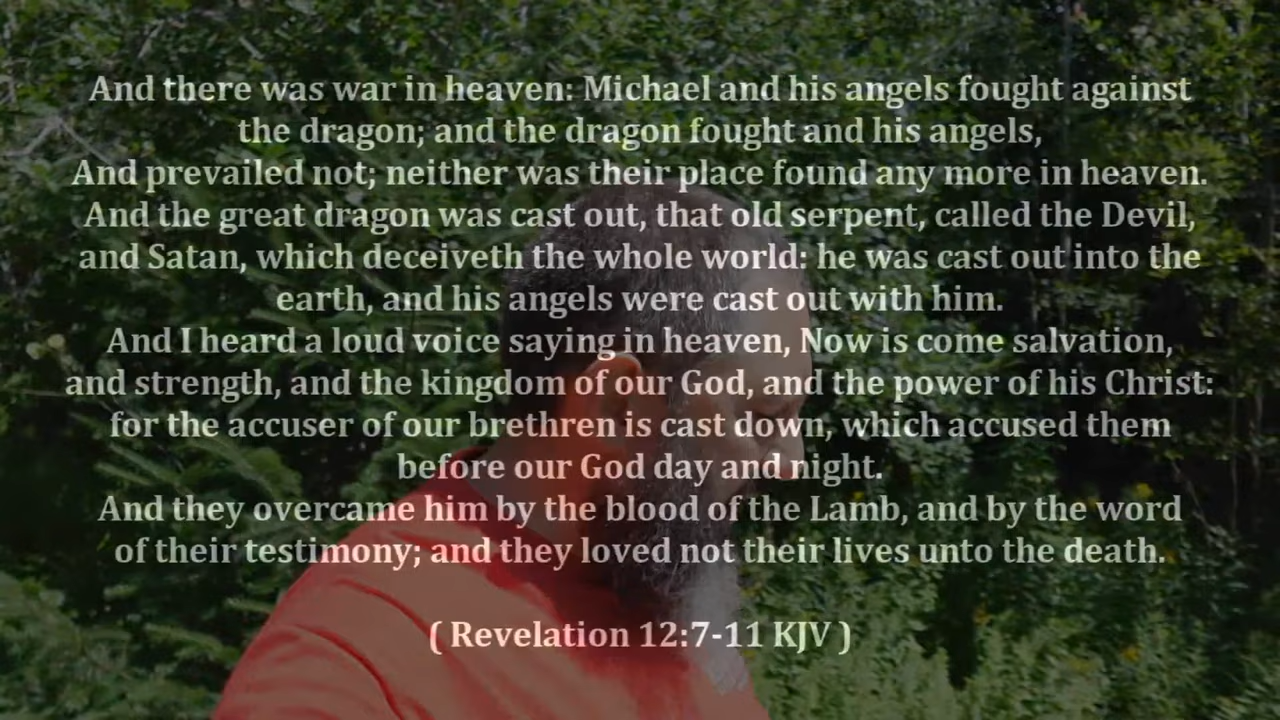 And there was war in heaven: Michael and his angels fought against
the dragon; and the dragon fought and his angels,
And prevailed not; neither was their place found any more in heaven.
And the great dragon was cast out, that old serpent, called the Devil,
and Satan, which deceiveth the whole world: he was cast out into the
earth, and his angels were cast out with him.
And I heard a loud voice saying in heaven, Now is come salvation,
and strength, and the kingdom of our God, and the power of his Christ:
for the accuser of our brethren is cast down, which accused them
before our God day and night.
And they overcame him by the blood of the Lamb, and by the word
of their testimony; and they loved not their lives unto the death.
( Revelation 12:7-11 KJV )